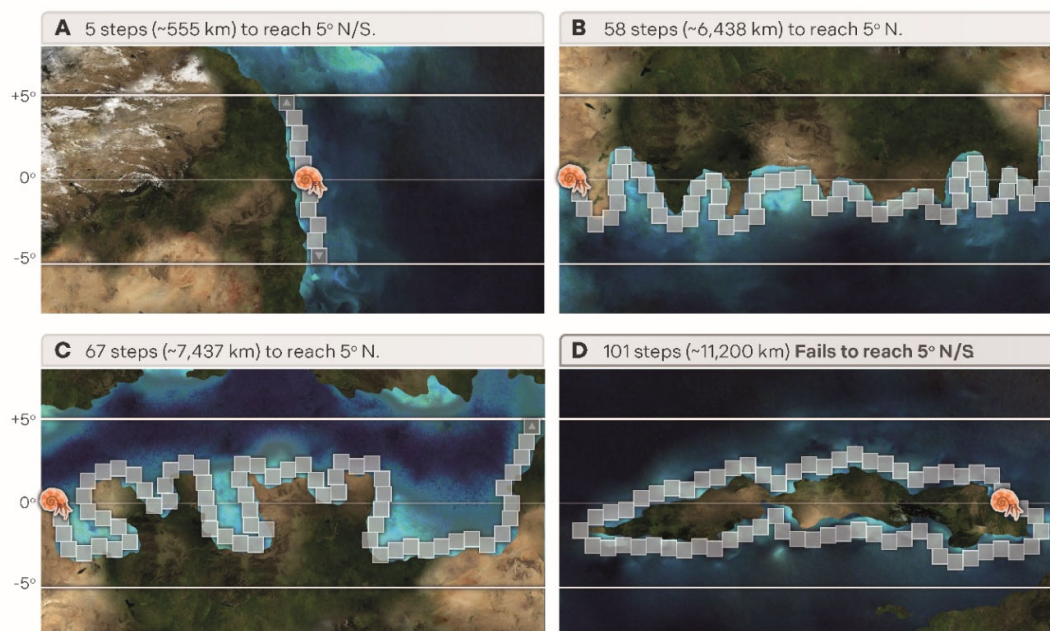 A 5 steps (~555 km) to reach 5° N/S.
B 58 steps (~6,438 km) to reach 5° N.
+5°
0°
-5°
C 67 steps (~7,437 km) to reach 5° N.
D 101 steps (~11,200 km) Fails to reach 5° N/S
+5°
0°
-5°